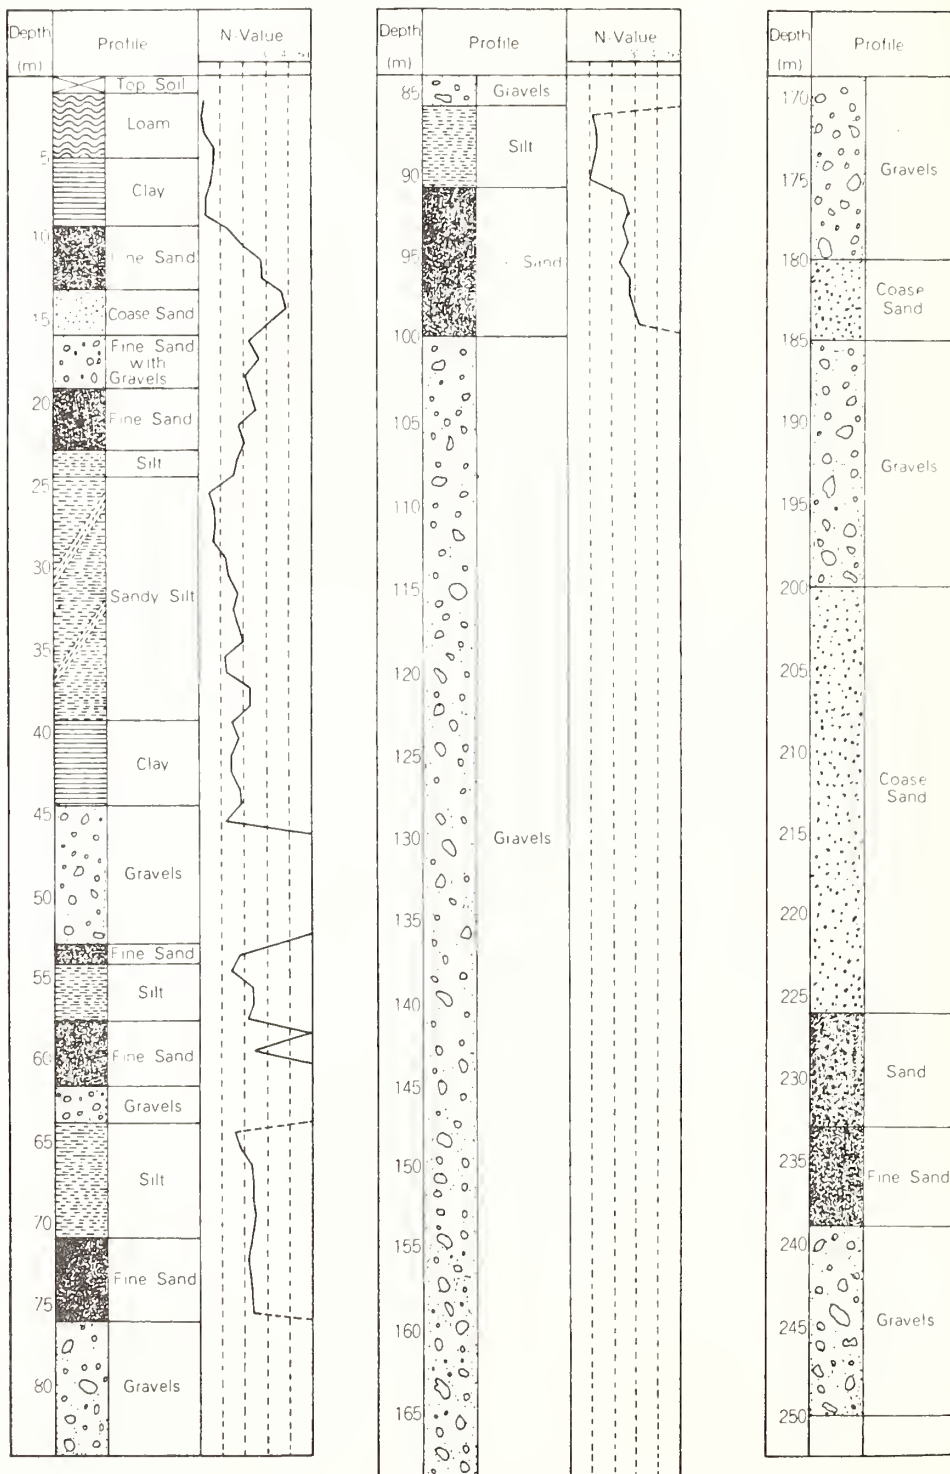 Depth
(m)
Profile
N-Value
Top Soil
Loam
5
Clay
10
Fine Sand
Coase Sand
15
Fine Sand
with
Gravels
20
Fine Sand
Silt
25
30
Sandy Silt
35
40
Clay
45
Gravels
50
Fine Sand
55
Silt
60
Fine Sand
Gravels
65
Silt
70
Fine Sand
75
80
Gravels
Depth
(m)
Profile
N-Value
85
Gravels
Silt
90
95
Sand
100
105
110
115
120
125
130
Gravels
135
140
145
150
155
160
165
Depth
(m)
Profile
170
175
Gravels
180
Coase
Sand
185
190
Gravels
195
200
205
210
Coase
Sand
215
220
225
230
Sand
235
Fine Sand
240
245
Gravels
250